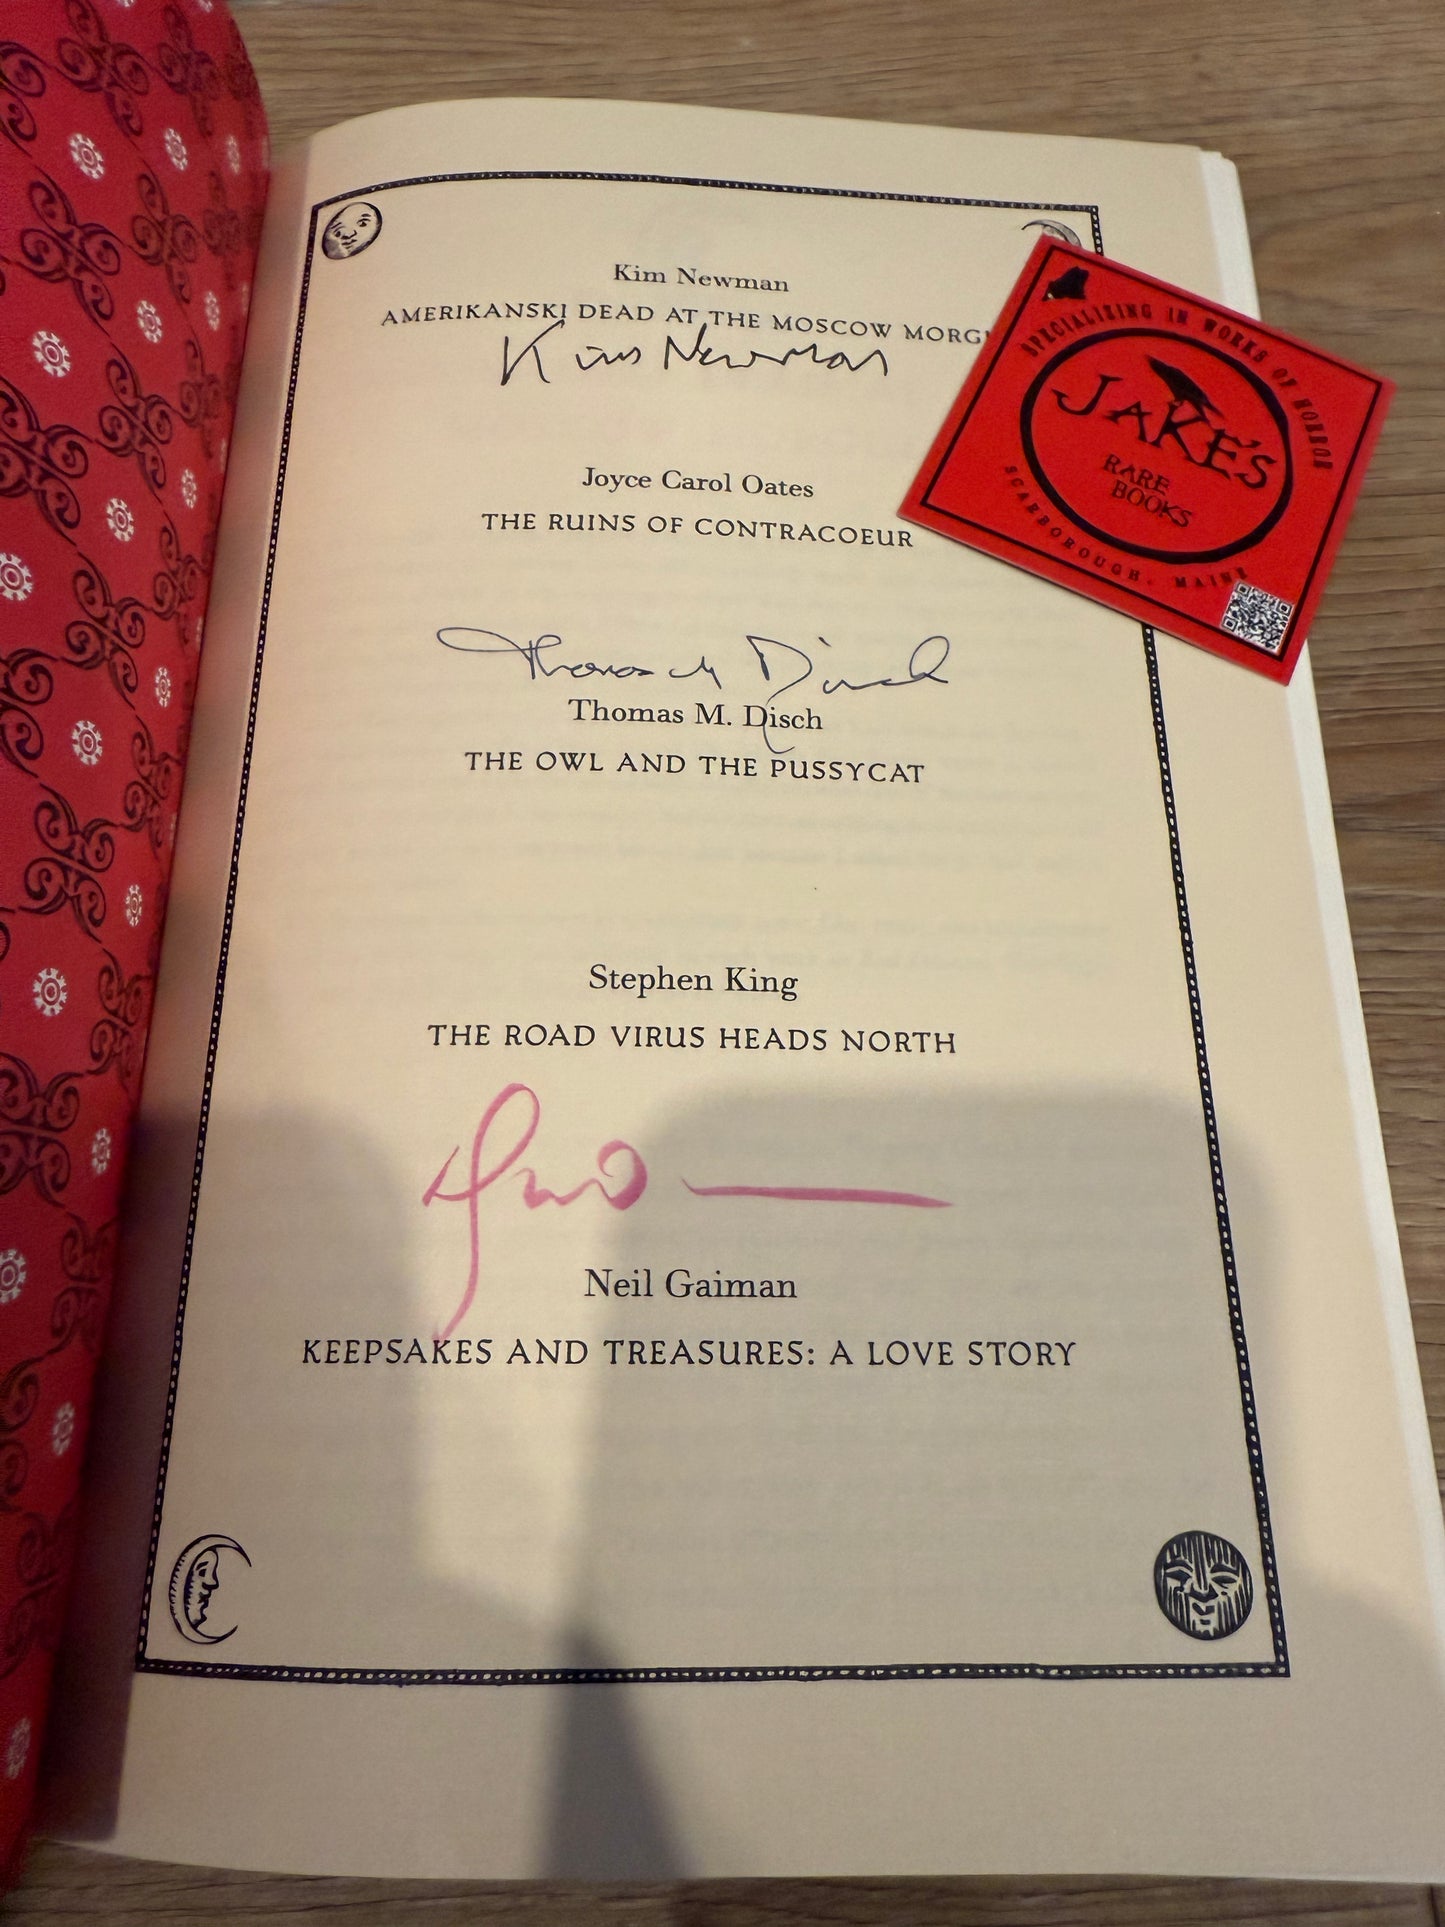 Kim Newman
AMERIKANSKI DEAD AT THE MOSCOW MORG
Kim Newman
SPECIALIZING IN WORKS OF HORROR
JAKE'S
RARE
BOOKS
SCARBOROUGH, MAINE
Joyce Carol Oates
THE RUINS OF CONTRACOEUR
Thomas M Disch
Thomas M. Disch
THE OWL AND THE PUSSYCAT
Stephen King
THE ROAD VIRUS HEADS NORTH
Neil Gaiman
KEEPSAKES AND TREASURES: A LOVE STORY